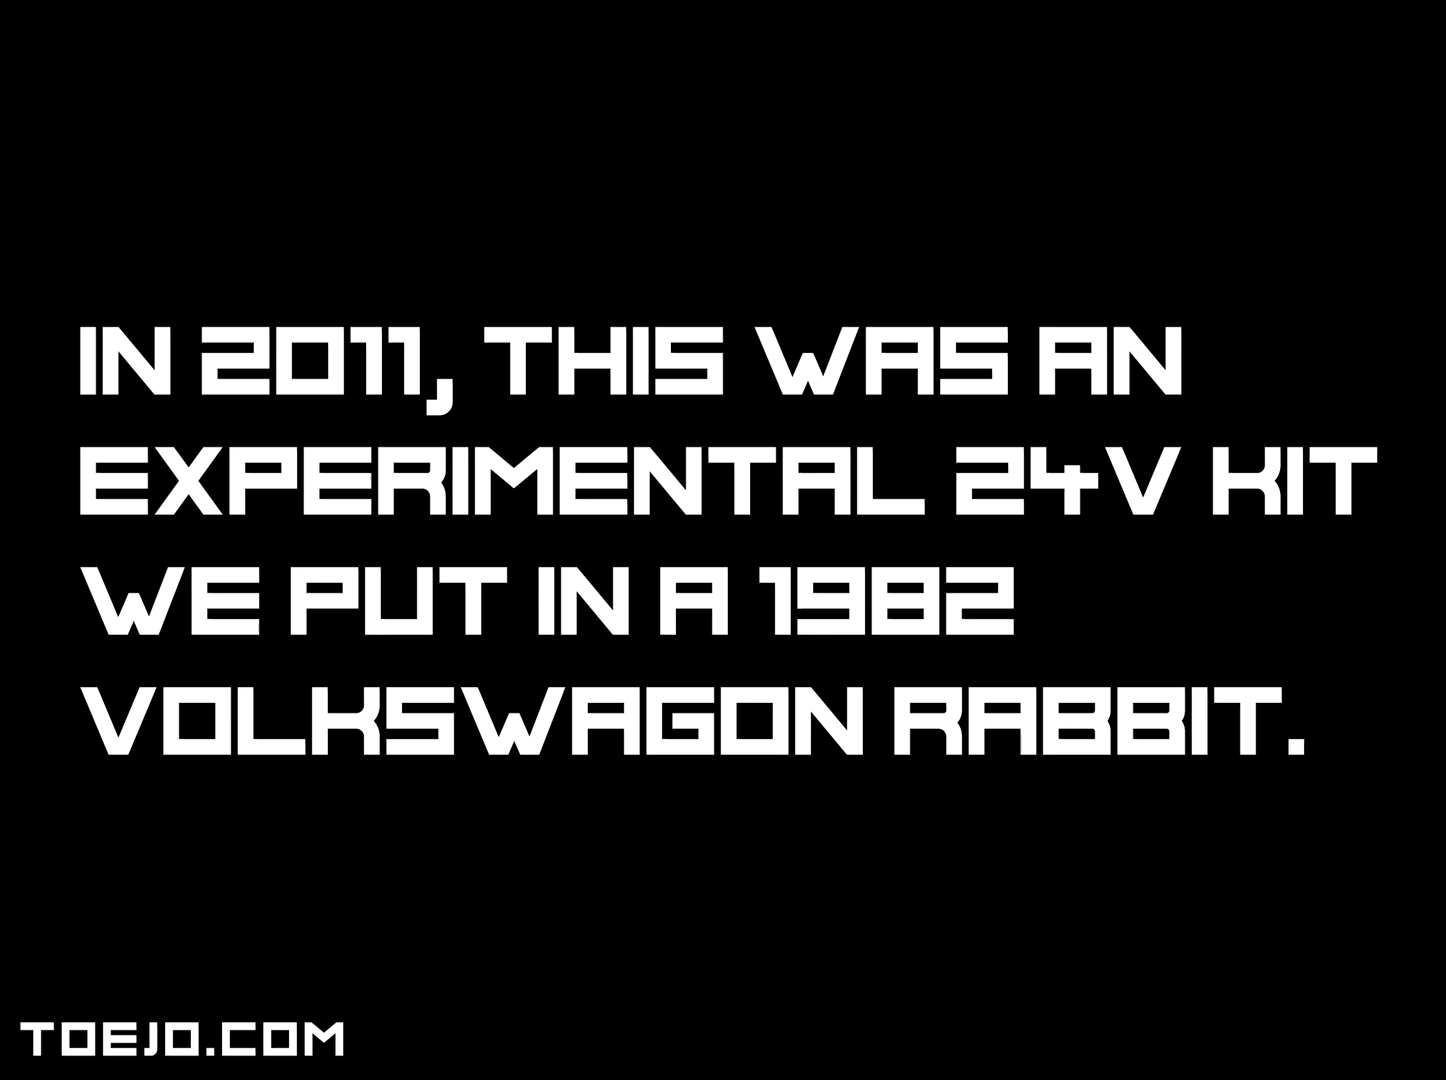 IN 2011, THIS WAS AN
EXPERIMENTAL 24V KIT
WE PUT IN A 1982
VOLKSWAGON RABBIT.
TOEJO.COM